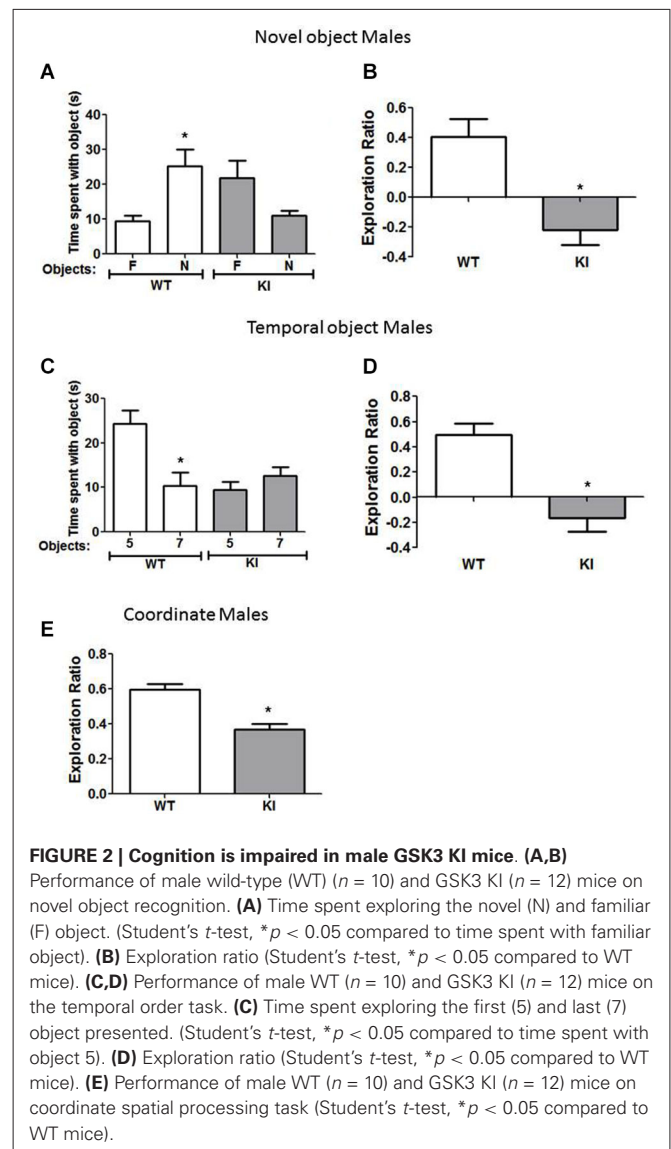 Novel object Males
A
B
Time spent with object (s)
40
30
20
10
0
*
Objects:
F
N
F
N
WT
KI
Exploration Ratio
0.6
0.4
0.2
0.0
-0.2
-0.4
*
WT
KI
Temporal object Males
C
D
Time spent with object (s)
30
20
10
0
*
Objects:
5
7
5
7
WT
KI
Exploration Ratio
0.8
0.6
0.4
0.2
0.0
-0.2
-0.4
*
WT
KI
Coordinate Males
E
Exploration Ratio
0.8
0.6
0.4
0.2
0.0
*
WT
KI
FIGURE 2 | Cognition is impaired in male GSK3 KI mice. (A,B)
Performance of male wild-type (WT) (n = 10) and GSK3 KI (n = 12) mice on
novel object recognition. (A) Time spent exploring the novel (N) and familiar
(F) object. (Student's t-test, *p < 0.05 compared to time spent with familiar
object). (B) Exploration ratio (Student's t-test, *p < 0.05 compared to WT
mice). (C,D) Performance of male WT (n = 10) and GSK3 KI (n = 12) mice on
the temporal order task. (C) Time spent exploring the first (5) and last (7)
object presented. (Student's t-test, *p < 0.05 compared to time spent with
object 5). (D) Exploration ratio (Student's t-test, *p < 0.05 compared to WT
mice). (E) Performance of male WT (n = 10) and GSK3 KI (n = 12) mice on
coordinate spatial processing task (Student's t-test, *p < 0.05 compared to
WT mice).